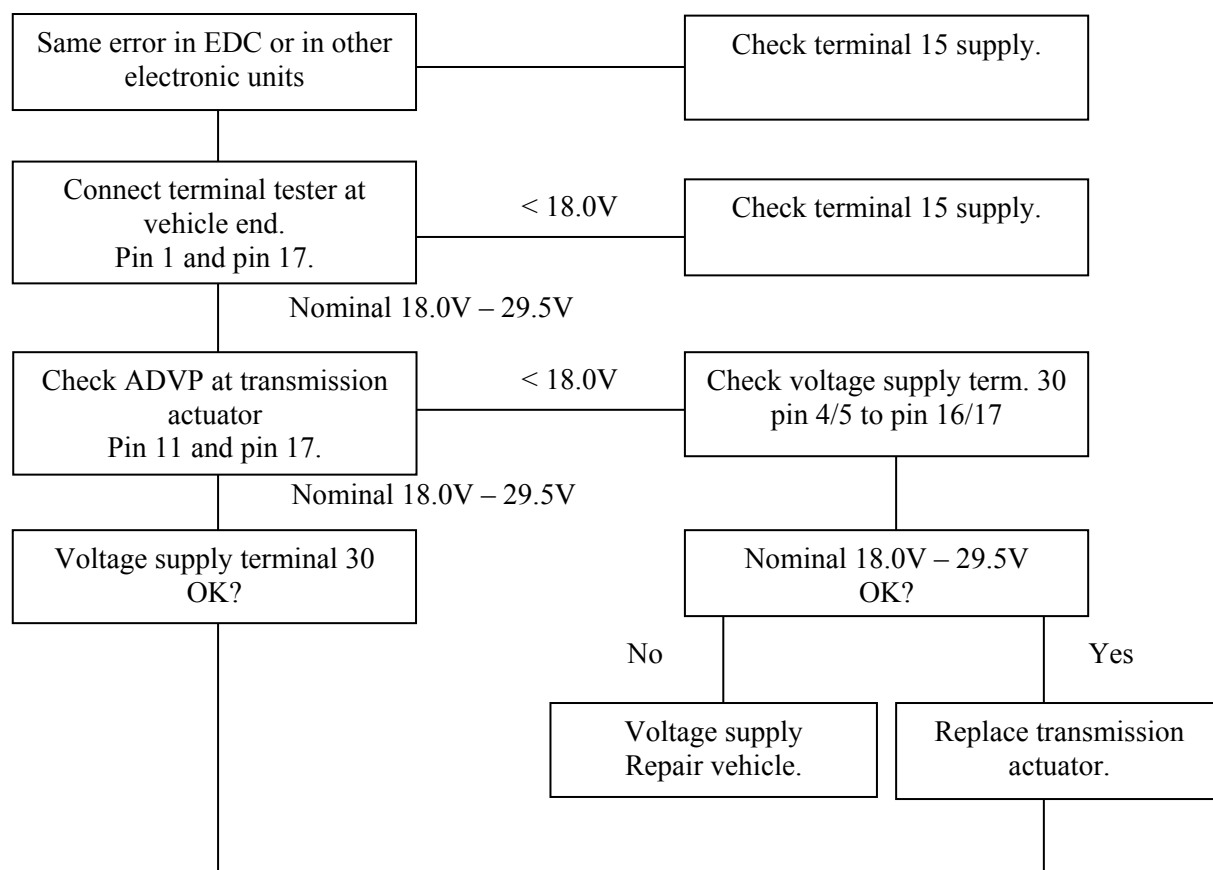 Same error in EDC or in other
electronic units
Check terminal 15 supply.
Connect terminal tester at
vehicle end.
Pin 1 and pin 17.
< 18.0V
Check terminal 15 supply.
Nominal 18.0V – 29.5V
Check ADVP at transmission
actuator
Pin 11 and pin 17.
< 18.0V
Check voltage supply term. 30
pin 4/5 to pin 16/17
Nominal 18.0V – 29.5V
Voltage supply terminal 30
OK?
Nominal 18.0V – 29.5V
OK?
No
Yes
Voltage supply
Repair vehicle.
Replace transmission
actuator.